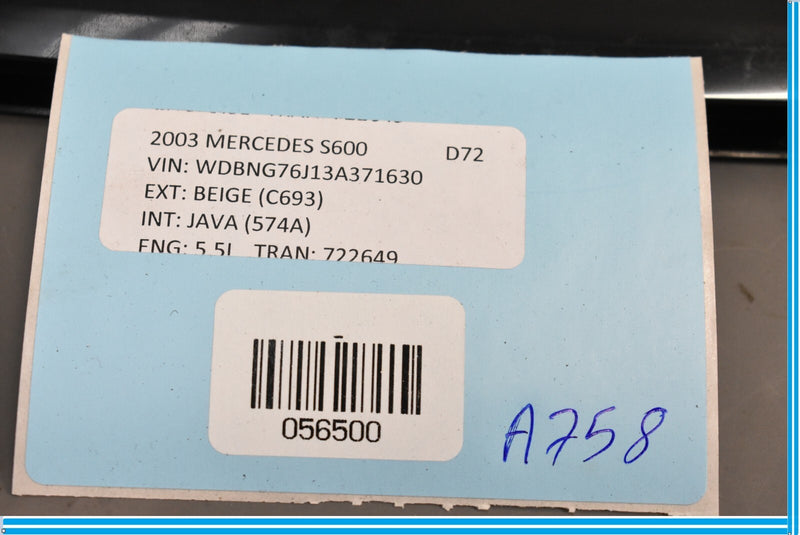 2003 MERCEDES S600 D72
VIN: WDBNG76J13A371630
EXT: BEIGE (C693)
INT: JAVA (574A)
ENG: 5.5L TRAN: 722649
056500
A758